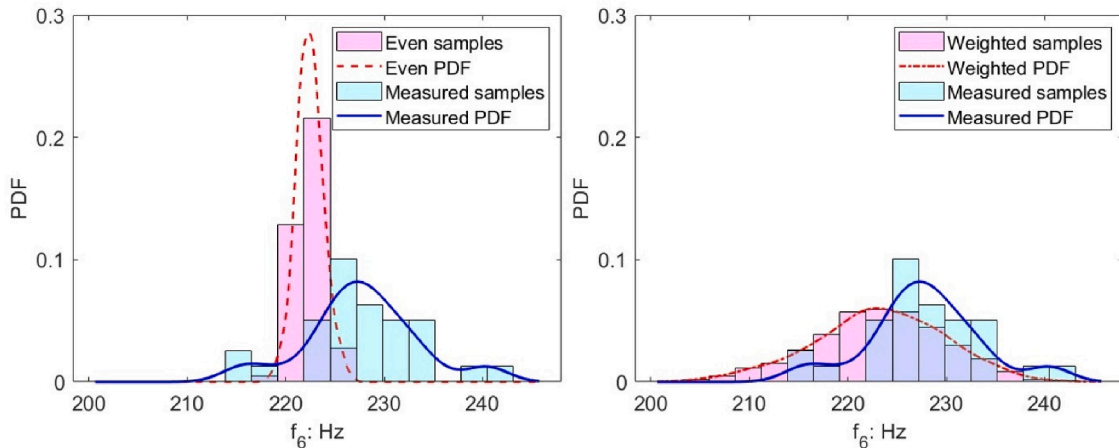 0.3
0.2
0.1
0
PDF
Even samples
Even PDF
Measured samples
Measured PDF
200 210 220 230 240
f6: Hz
0.3
0.2
0.1
0
PDF
Weighted samples
Weighted PDF
Measured samples
Measured PDF
200 210 220 230 240
f6: Hz